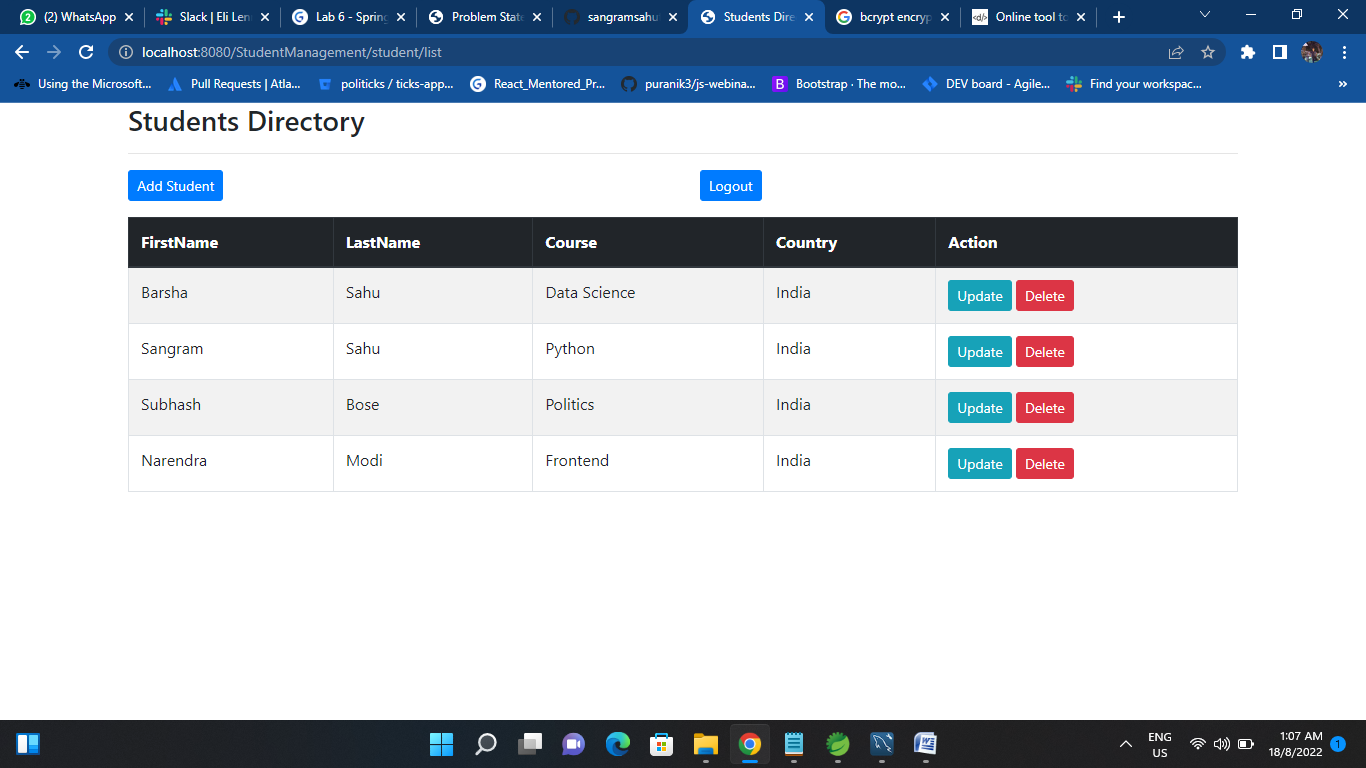 (2) WhatsApp
Slack | Eli Len
Lab 6 - Spring
Problem State
sangramsahu
Students Dire
bcrypt encryp
Online tool to
localhost:8080/StudentManagement/student/list
Using the Microsoft...
Pull Requests | Atla...
politicks / ticks-app...
React_Mentored_Pr...
puranik3/js-webina...
Bootstrap · The mo...
DEV board - Agile...
Find your workspac...
»
Students Directory
Add Student
Logout
FirstName LastName Course Country Action
Barsha Sahu Data Science India Update Delete
Sangram Sahu Python India Update Delete
Subhash Bose Politics India Update Delete
Narendra Modi Frontend India Update Delete
ENG
US
1:07 AM
18/8/2022
1